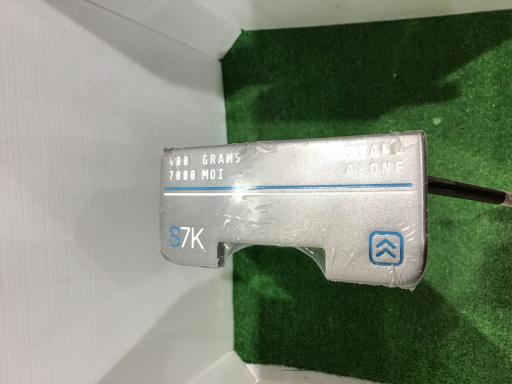 400 GRAMS
7000 MOI
STAND
ALONE
S7K